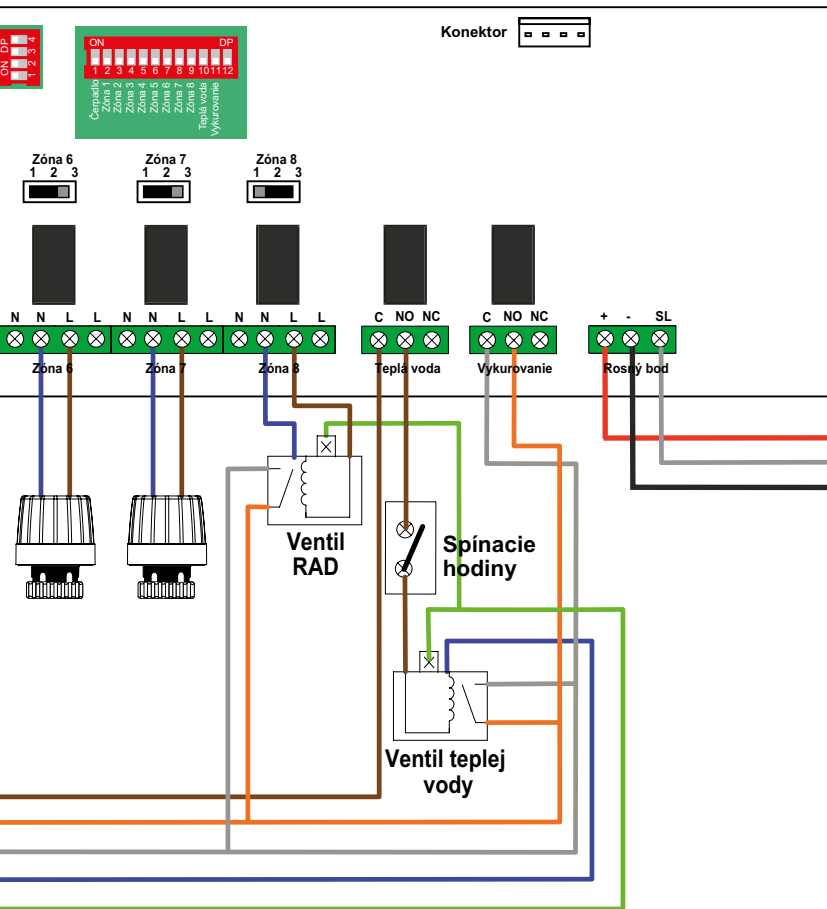 Konektor
ON DP
1 2 3 4
ON DP
1 2 3 4 5 6 7 8 9 10 11 12
Čerpadlo
Zóna 1
Zóna 2
Zóna 3
Zóna 4
Zóna 5
Zóna 6
Zóna 7
Zóna 8
Teplá voda
Vykurovanie
Zóna 6
1 2 3
Zóna 7
1 2 3
Zóna 8
1 2 3
N N L L N N L L N N L L C NO NC C NO NC + - SL
Zóna 6 Zóna 7 Zóna 8 Teplá voda Vykurovanie Rosný bod
Ventil
RAD
Spínacie
hodiny
Ventil teplej
vody